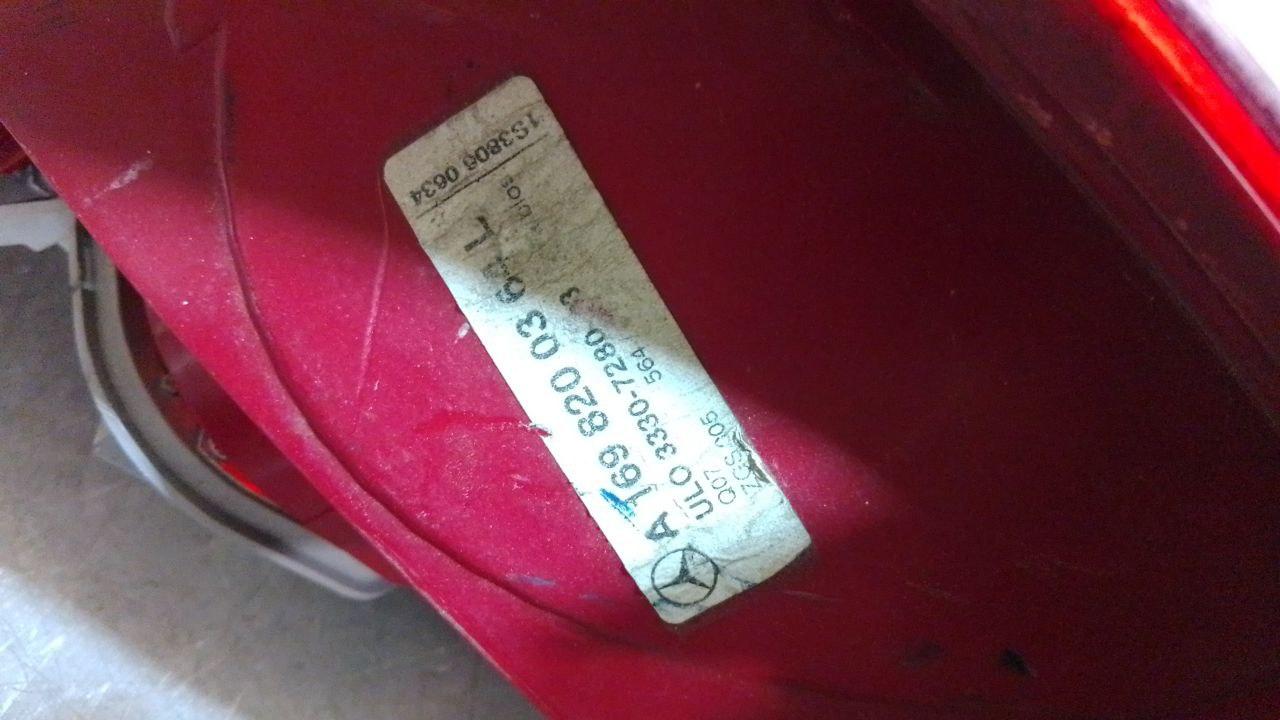 A 169 820 03 64 L
ULO 3330-7280
Q07 564
1S3806 0634